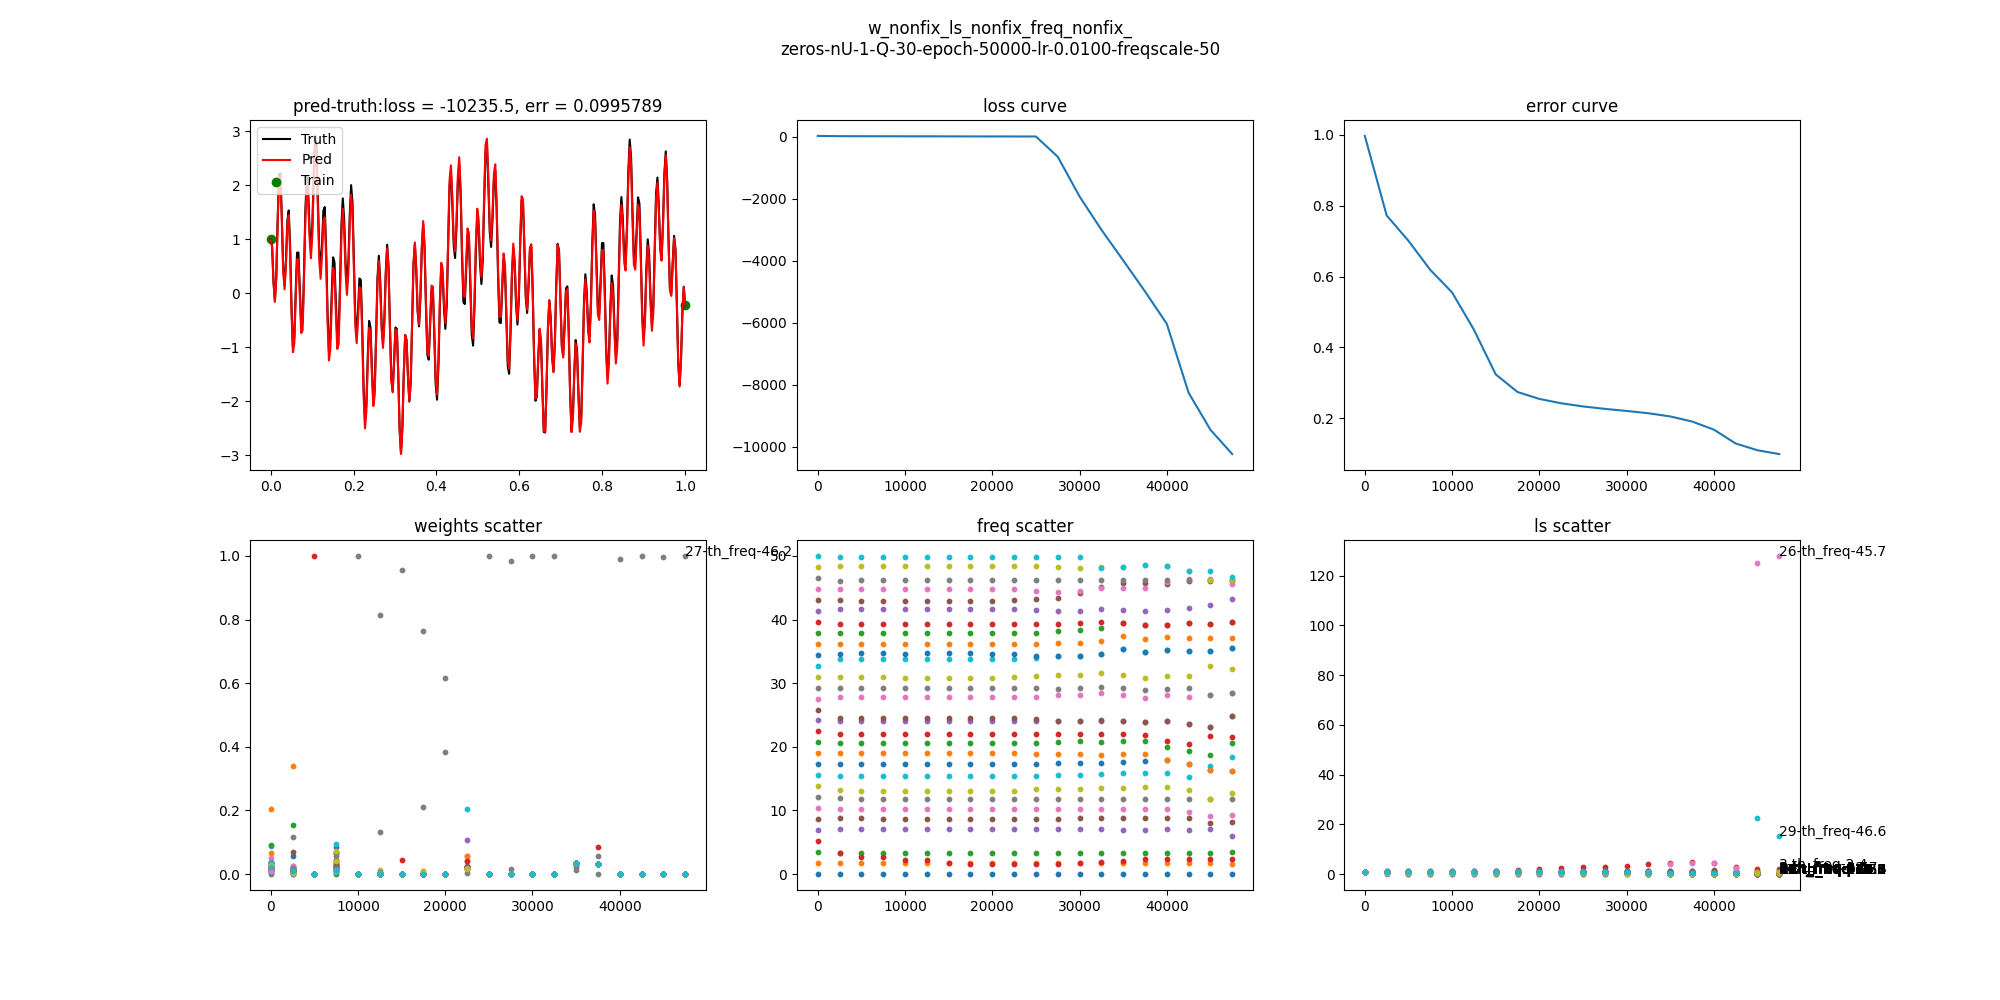 w_nonfix_ls_nonfix_freq_nonfix_
zeros-nU-1-Q-30-epoch-50000-lr-0.0100-freqscale-50
pred-truth:loss = -10235.5, err = 0.0995789
Truth
Pred
Train
3
2
1
0
−1
−2
−3
0.0 0.2 0.4 0.6 0.8 1.0
loss curve
0
−2000
−4000
−6000
−8000
−10000
0 10000 20000 30000 40000
error curve
1.0
0.8
0.6
0.4
0.2
0 10000 20000 30000 40000
weights scatter
27-th_freq-46.2
1.0
0.8
0.6
0.4
0.2
0.0
0 10000 20000 30000 40000
freq scatter
50
40
30
20
10
0
0 10000 20000 30000 40000
ls scatter
26-th_freq-45.7
29-th_freq-46.6
120
100
80
60
40
20
0
0 10000 20000 30000 40000